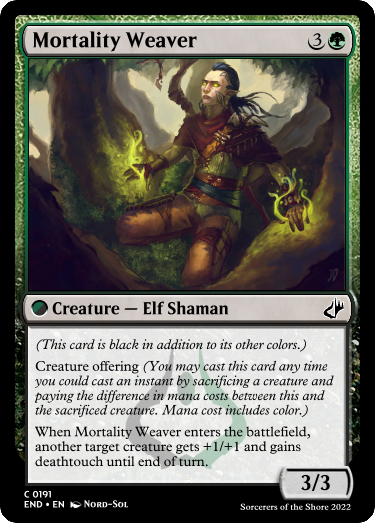 Mortality Weaver 3
Creature — Elf Shaman
(This card is black in addition to its other colors.)
Creature offering (You may cast this card any time
you could cast an instant by sacrificing a creature and
paying the difference in mana costs between this and
the sacrificed creature. Mana cost includes color.)
When Mortality Weaver enters the battlefield,
another target creature gets +1/+1 and gains
deathtouch until end of turn.
3/3
C 0191
END • EN Nord-Sol
Sorcerers of the Shore 2022